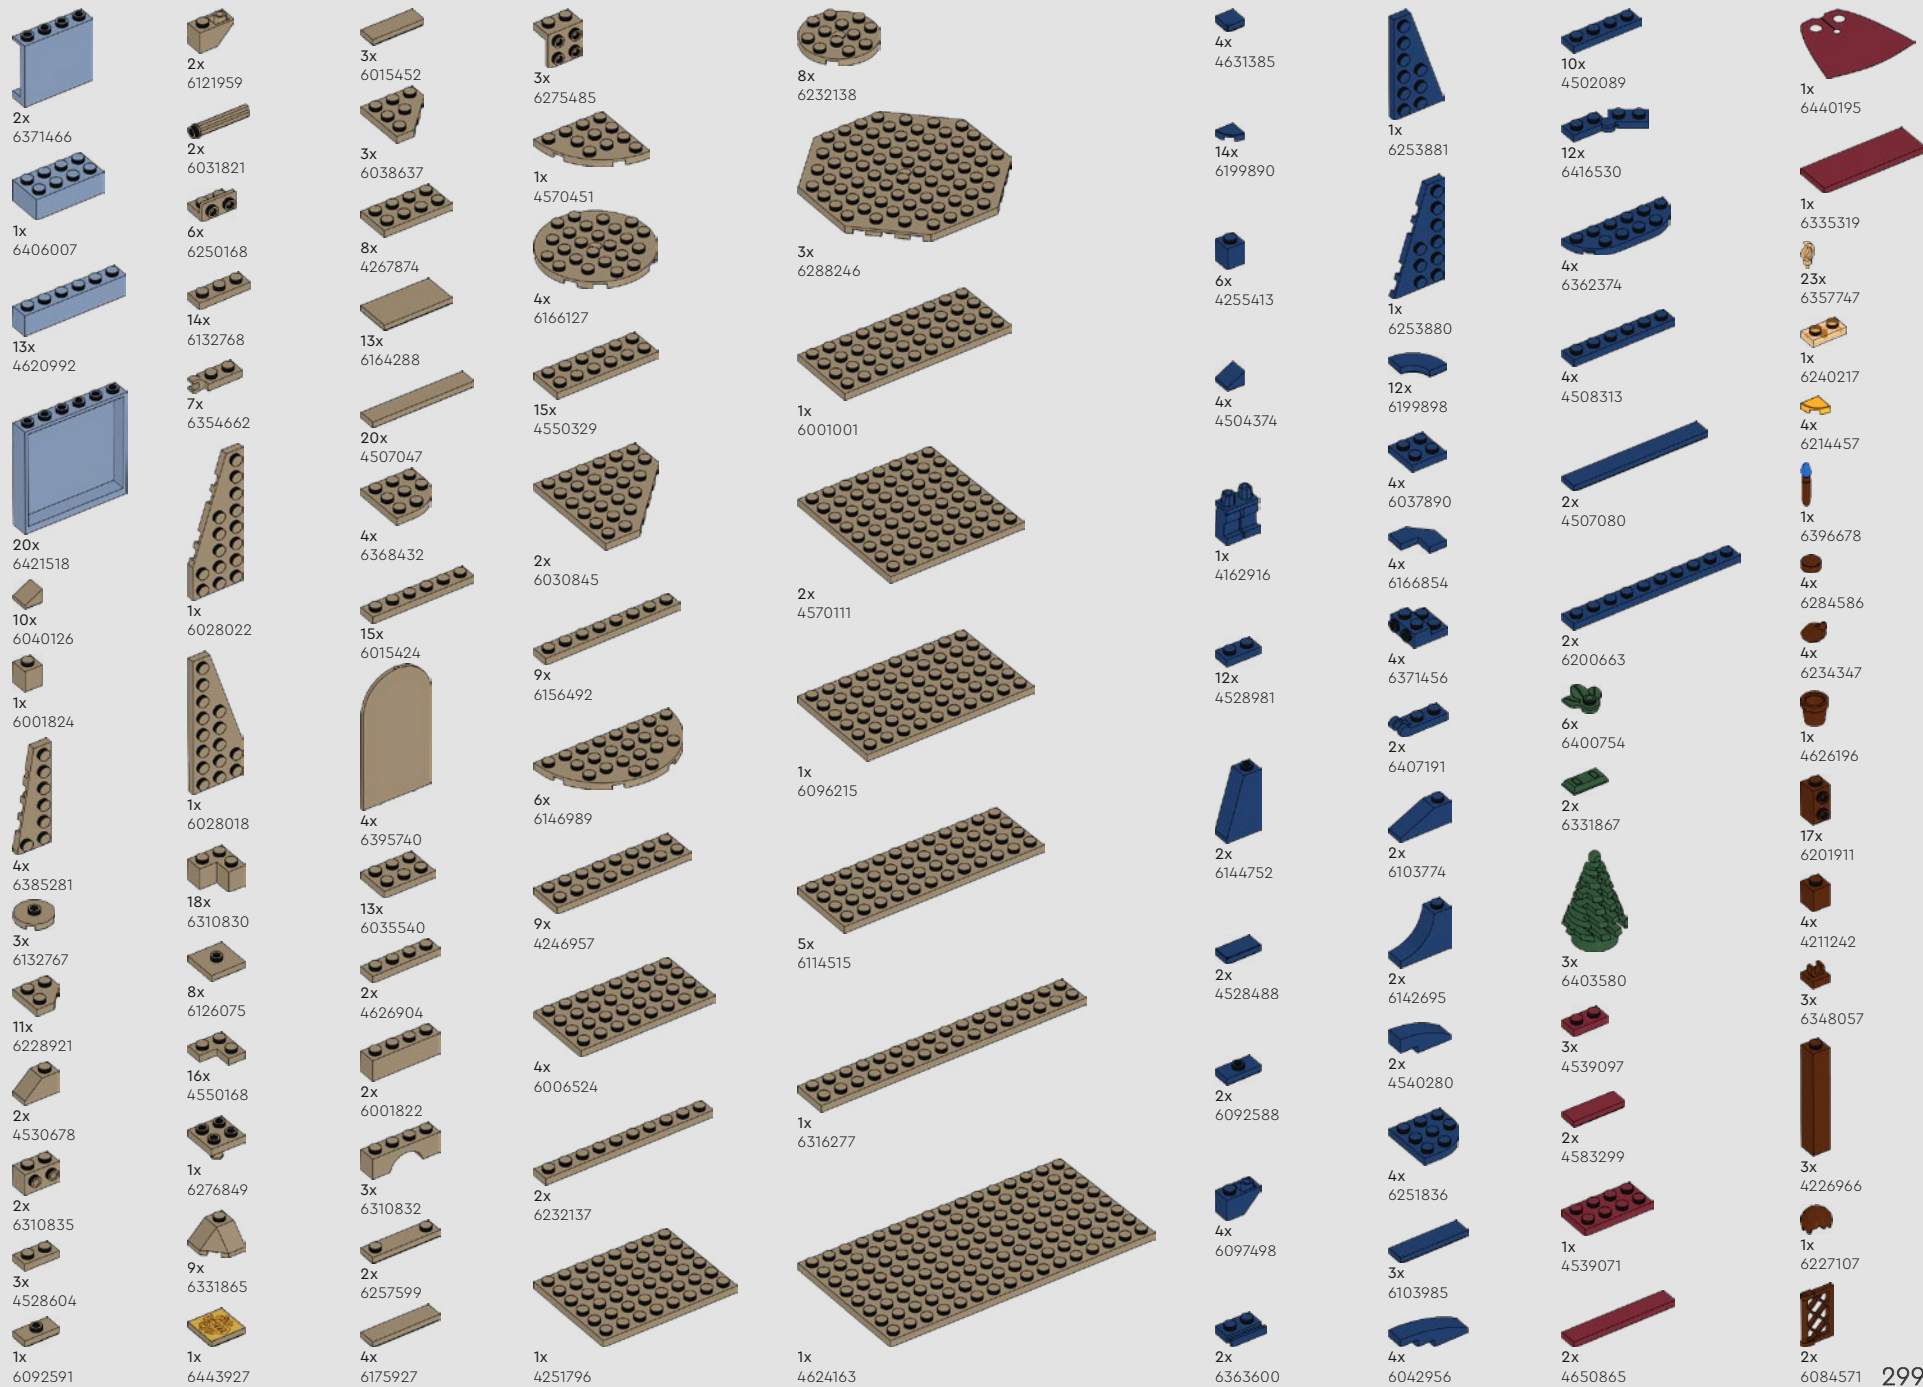 2x
6371466
1x
6406007
13x
4620992
20x
6421518
10x
6040126
1x
6001824
4x
6385281
3x
6132767
11x
6228921
2x
4530678
2x
6310835
3x
4528604
1x
6092591
2x
6121959
2x
6031821
6x
6250168
14x
6132768
7x
6354662
1x
6028022
1x
6028018
18x
6310830
8x
6126075
16x
4550168
1x
6276849
9x
6331865
1x
6443927
3x
6015452
3x
6038637
8x
4267874
13x
6164288
20x
4507047
4x
6368432
15x
6015424
4x
6395740
13x
6035540
2x
4626904
2x
6001822
3x
6310832
2x
6257599
4x
6175927
3x
6275485
1x
4570451
4x
6166127
15x
4550329
2x
6030845
9x
6156492
6x
6146989
9x
4246957
4x
6006524
2x
6232137
1x
4251796
8x
6232138
3x
6288246
1x
6001001
2x
4570111
1x
6096215
5x
6114515
1x
6316277
1x
4624163
4x
4631385
14x
6199890
6x
4255413
4x
4504374
1x
4162916
12x
4528981
2x
6144752
2x
4528488
2x
6092588
4x
6097498
2x
6363600
1x
6253881
1x
6253880
12x
6199898
4x
6037890
4x
6166854
4x
6371456
2x
6407191
2x
6103774
2x
6142695
2x
4540280
4x
6251836
3x
6103985
4x
6042956
10x
4502089
12x
6416530
4x
6362374
4x
4508313
2x
4507080
2x
6200663
6x
6400754
2x
6331867
3x
6403580
3x
4539097
2x
4583299
1x
4539071
2x
4650865
1x
6440195
1x
6335319
23x
6357747
1x
6240217
4x
6214457
1x
6396678
4x
6284586
4x
6234347
1x
4626196
17x
6201911
4x
4211242
3x
6348057
3x
4226966
1x
6227107
2x
6084571
299